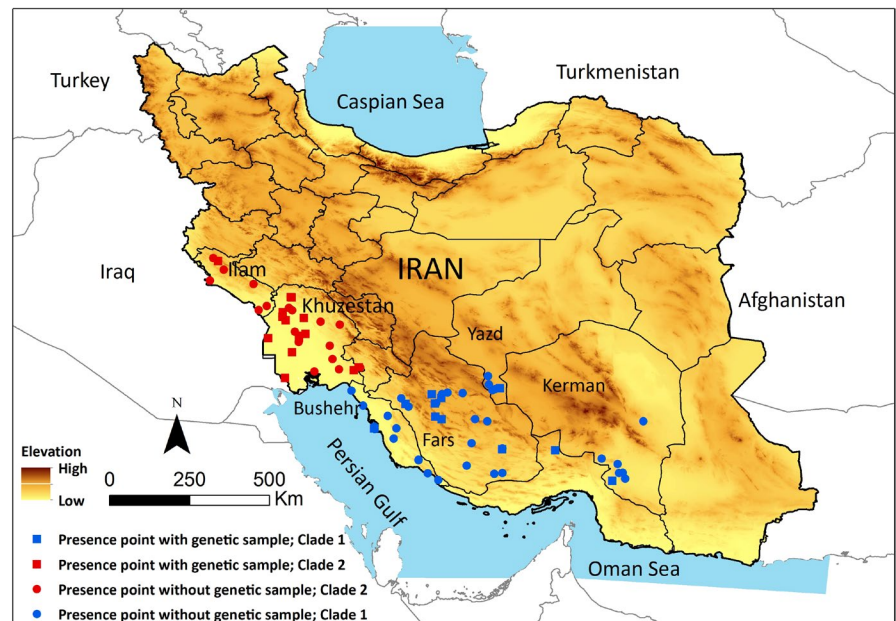 Turkey
Turkmenistan
Caspian Sea
Iraq
Ilam
IRAN
Khuzestan
Afghanistan
Yazd
Kerman
Bushehr
Fars
Persian Gulf
Oman Sea
N
Elevation
High
Low
0 250 500
Km
Presence point with genetic sample; Clade 1
Presence point with genetic sample; Clade 2
Presence point without genetic sample; Clade 2
Presence point without genetic sample; Clade 1